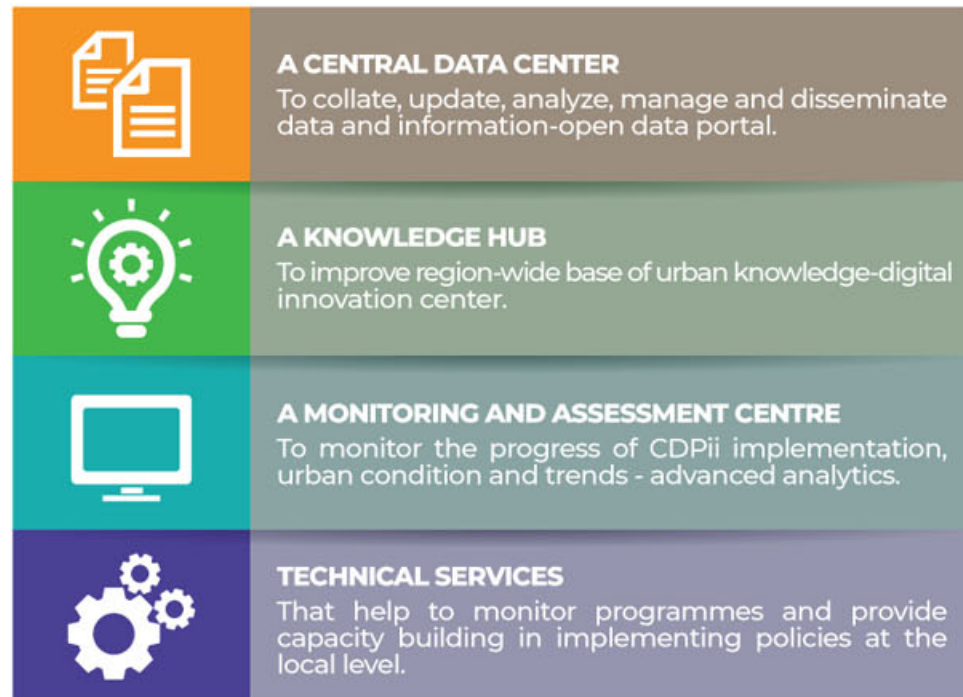 A CENTRAL DATA CENTER
To collate, update, analyze, manage and disseminate
data and information-open data portal.
A KNOWLEDGE HUB
To improve region-wide base of urban knowledge-digital
innovation center.
A MONITORING AND ASSESSMENT CENTRE
To monitor the progress of CDPii implementation,
urban condition and trends - advanced analytics.
TECHNICAL SERVICES
That help to monitor programmes and provide
capacity building in implementing policies at the
local level.